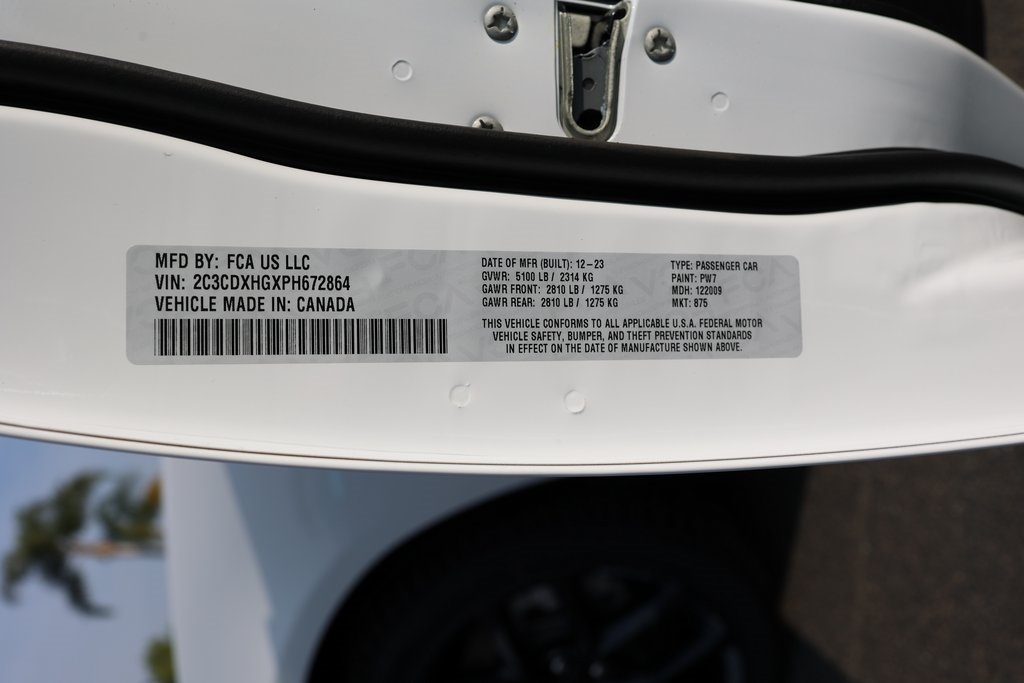 MFD BY: FCA US LLC
VIN: 2C3CDXHGXPH672864
VEHICLE MADE IN: CANADA
DATE OF MFR (BUILT): 12-23
GVWR: 5100 LB / 2314 KG
GAWR FRONT: 2810 LB / 1275 KG
GAWR REAR: 2810 LB / 1275 KG
TYPE: PASSENGER CAR
PAINT: PW7
MDH: 122009
MKT: 875
THIS VEHICLE CONFORMS TO ALL APPLICABLE U.S.A. FEDERAL MOTOR
VEHICLE SAFETY, BUMPER, AND THEFT PREVENTION STANDARDS
IN EFFECT ON THE DATE OF MANUFACTURE SHOWN ABOVE.